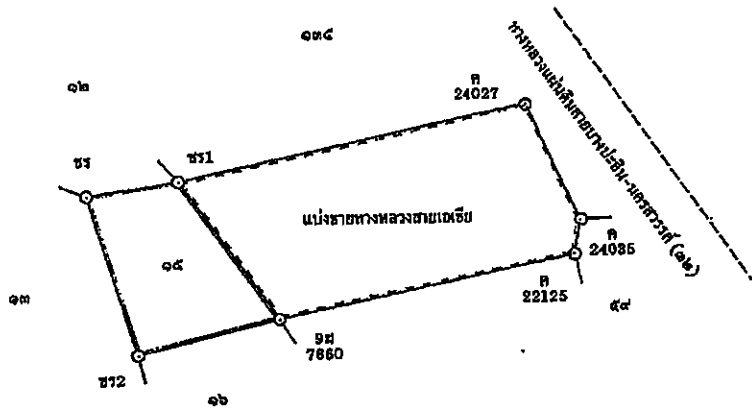 ๑๓๕
๑๒
ค
24027
ทางหลวงแผ่นดินสายบางปะอิน-นครสวรรค์ (๑๒)
ชร
ชร1
แบ่งขายทางหลวงสายเอเชีย
ค
24035
๑๕
ค
22125
๑๓
๕๙
จฆ
7860
ชร2
๑๖